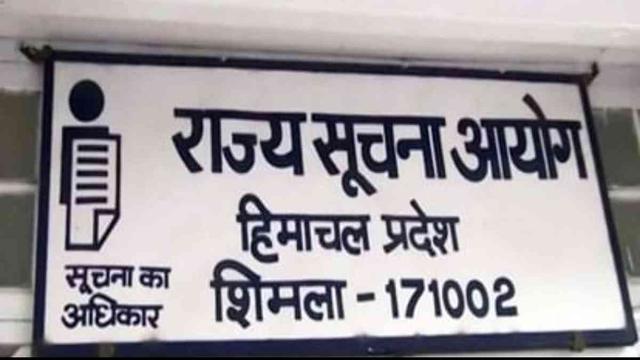 राज्य सूचना आयोग
हिमाचल प्रदेश
शिमला - 171002
सूचना का
अधिकार